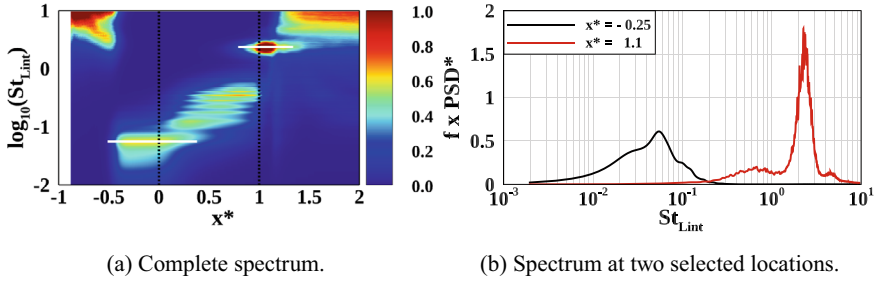 log₁₀(St_Lint)
1
0
-1
-2
-1 -0.5 0 0.5 1 1.5 2
x*
1.0
0.8
0.6
0.4
0.2
0.0
(a) Complete spectrum.
f x PSD*
2
1.5
1
0.5
0
x* = - 0.25
x* = 1.1
10⁻³ 10⁻² 10⁻¹ 10⁰ 10¹
St_Lint
(b) Spectrum at two selected locations.